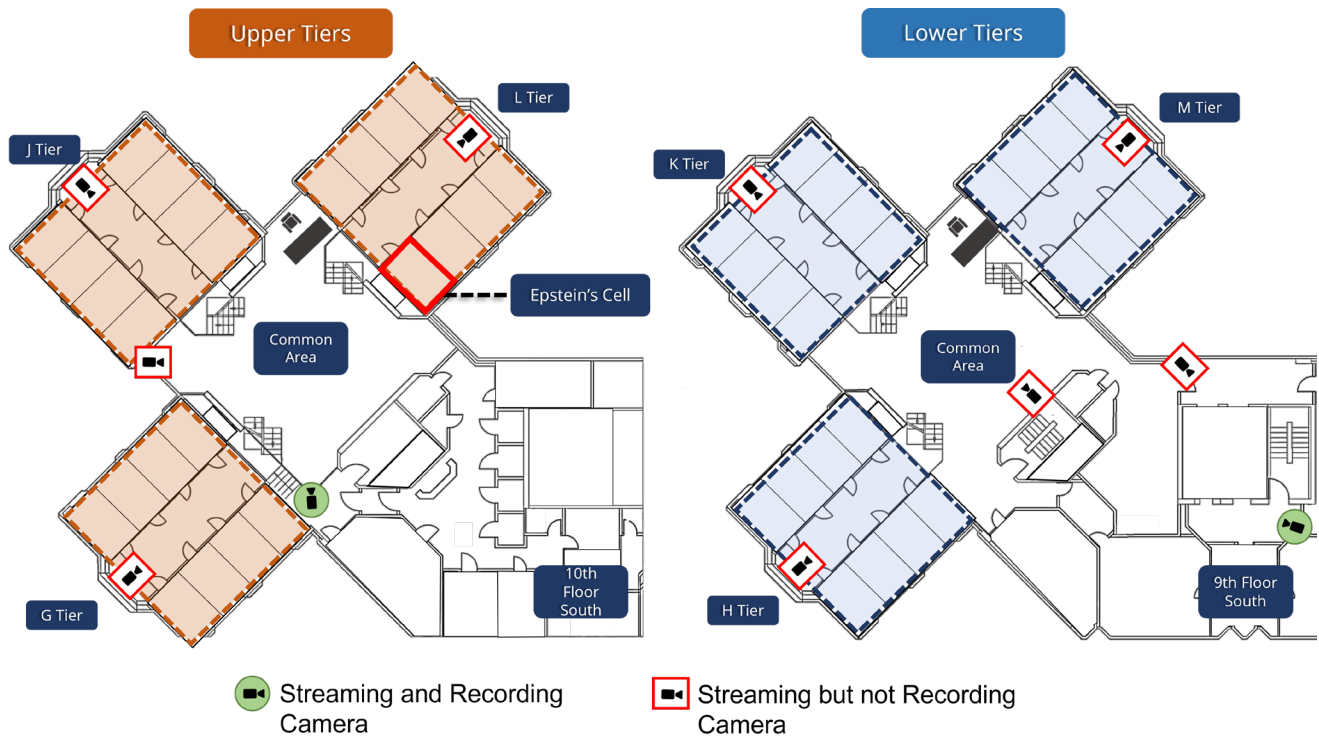 Upper Tiers
Lower Tiers
L Tier
J Tier
Epstein's Cell
Common
Area
G Tier
10th
Floor
South
M Tier
K Tier
Common
Area
H Tier
9th Floor
South
Streaming and Recording
Camera
Streaming but not Recording
Camera